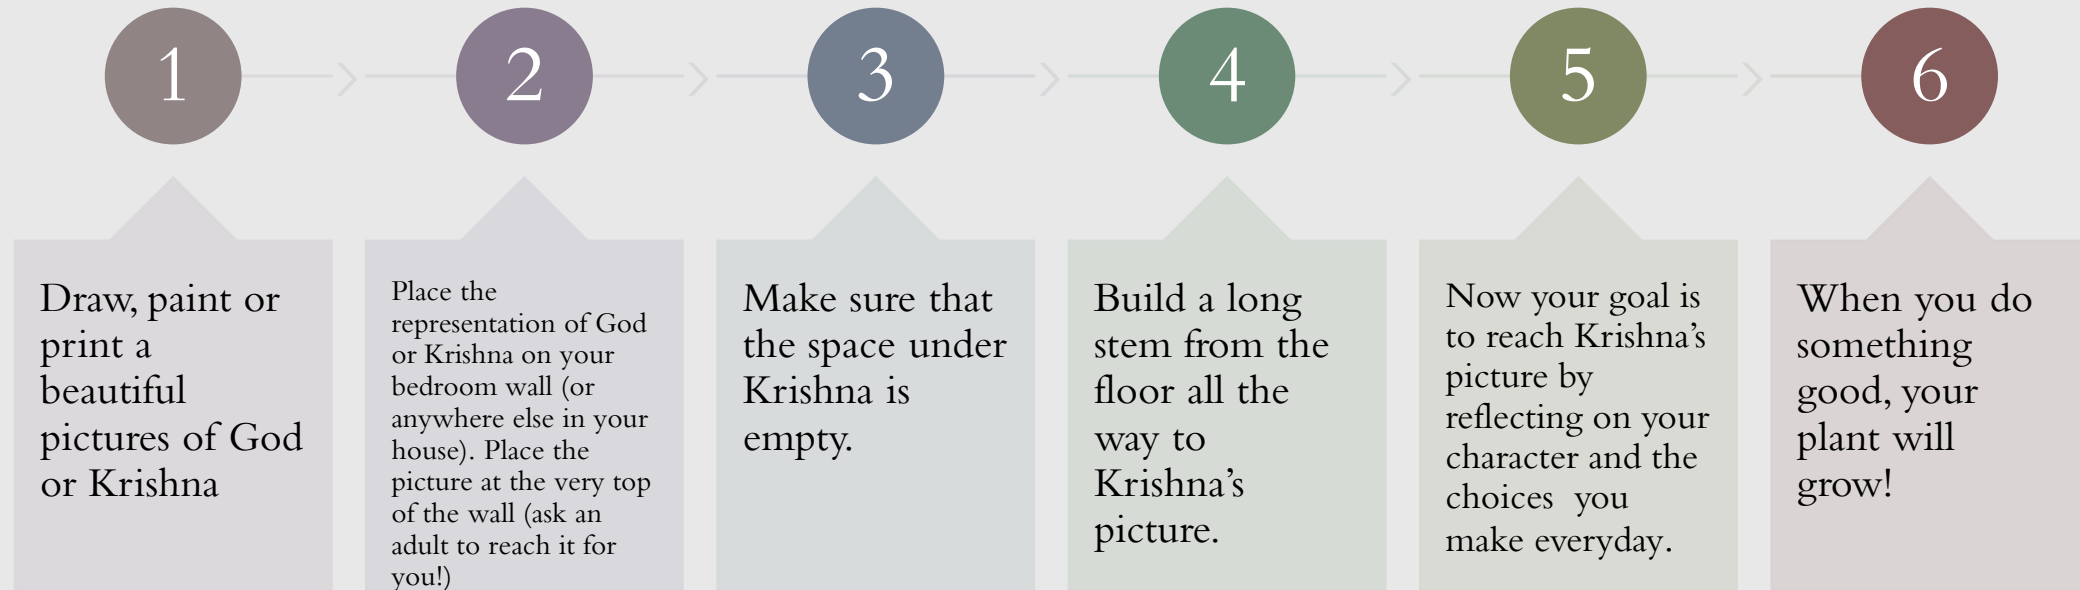 1
2
3
4
5
6
Draw, paint or
print a
beautiful
pictures of God
or Krishna
Place the
representation of God
or Krishna on your
bedroom wall (or
anywhere else in your
house). Place the
picture at the very top
of the wall (ask an
adult to reach it for
you!)
Make sure that
the space under
Krishna is
empty.
Build a long
stem from the
floor all the
way to
Krishna’s
picture.
Now your goal is
to reach Krishna’s
picture by
reflecting on your
character and the
choices  you
make everyday.
When you do
something
good, your
plant will
grow!